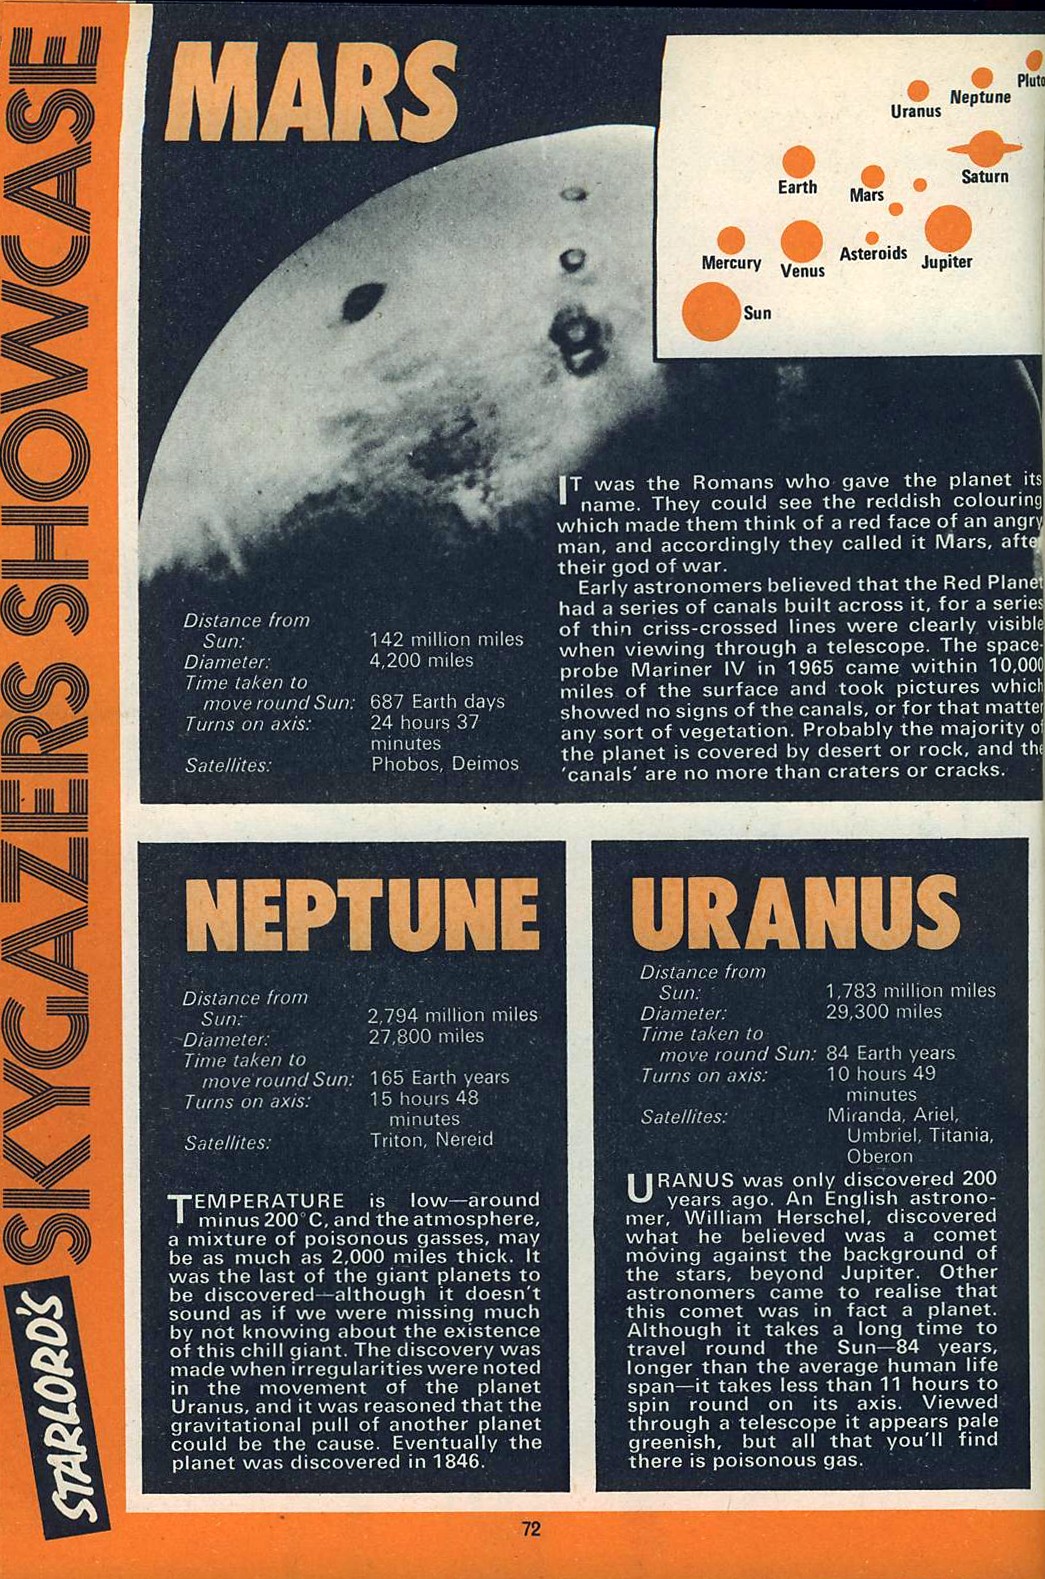 STARLORD'S
SKYGAZERS SHOWCASE
MARS
Pluto
Neptune
Uranus
Saturn
Earth
Mars
Asteroids
Jupiter
Mercury
Venus
Sun
IT was the Romans who gave the planet its
name. They could see the reddish colouring
which made them think of a red face of an angry
man, and accordingly they called it Mars, after
their god of war.
Early astronomers believed that the Red Planet
had a series of canals built across it, for a series
of thin criss-crossed lines were clearly visible
when viewing through a telescope. The space-
probe Mariner IV in 1965 came within 10,000
miles of the surface and took pictures which
showed no signs of the canals, or for that matter
any sort of vegetation. Probably the majority of
the planet is covered by desert or rock, and the
'canals' are no more than craters or cracks.
Distance from
Sun: 142 million miles
Diameter: 4,200 miles
Time taken to
move round Sun: 687 Earth days
Turns on axis: 24 hours 37
minutes
Satellites: Phobos, Deimos
NEPTUNE
Distance from
Sun: 2,794 million miles
Diameter: 27,800 miles
Time taken to
move round Sun: 165 Earth years
Turns on axis: 15 hours 48
minutes
Satellites: Triton, Nereid
TEMPERATURE is low—around
minus 200°C, and the atmosphere,
a mixture of poisonous gasses, may
be as much as 2,000 miles thick. It
was the last of the giant planets to
be discovered—although it doesn't
sound as if we were missing much
by not knowing about the existence
of this chill giant. The discovery was
made when irregularities were noted
in the movement of the planet
Uranus, and it was reasoned that the
gravitational pull of another planet
could be the cause. Eventually the
planet was discovered in 1846.
URANUS
Distance from
Sun: 1,783 million miles
Diameter: 29,300 miles
Time taken to
move round Sun: 84 Earth years
Turns on axis: 10 hours 49
minutes
Satellites: Miranda, Ariel,
Umbriel, Titania,
Oberon
URANUS was only discovered 200
years ago. An English astrono-
mer, William Herschel, discovered
what he believed was a comet
moving against the background of
the stars, beyond Jupiter. Other
astronomers came to realise that
this comet was in fact a planet.
Although it takes a long time to
travel round the Sun—84 years,
longer than the average human life
span—it takes less than 11 hours to
spin round on its axis. Viewed
through a telescope it appears pale
greenish, but all that you'll find
there is poisonous gas.
72